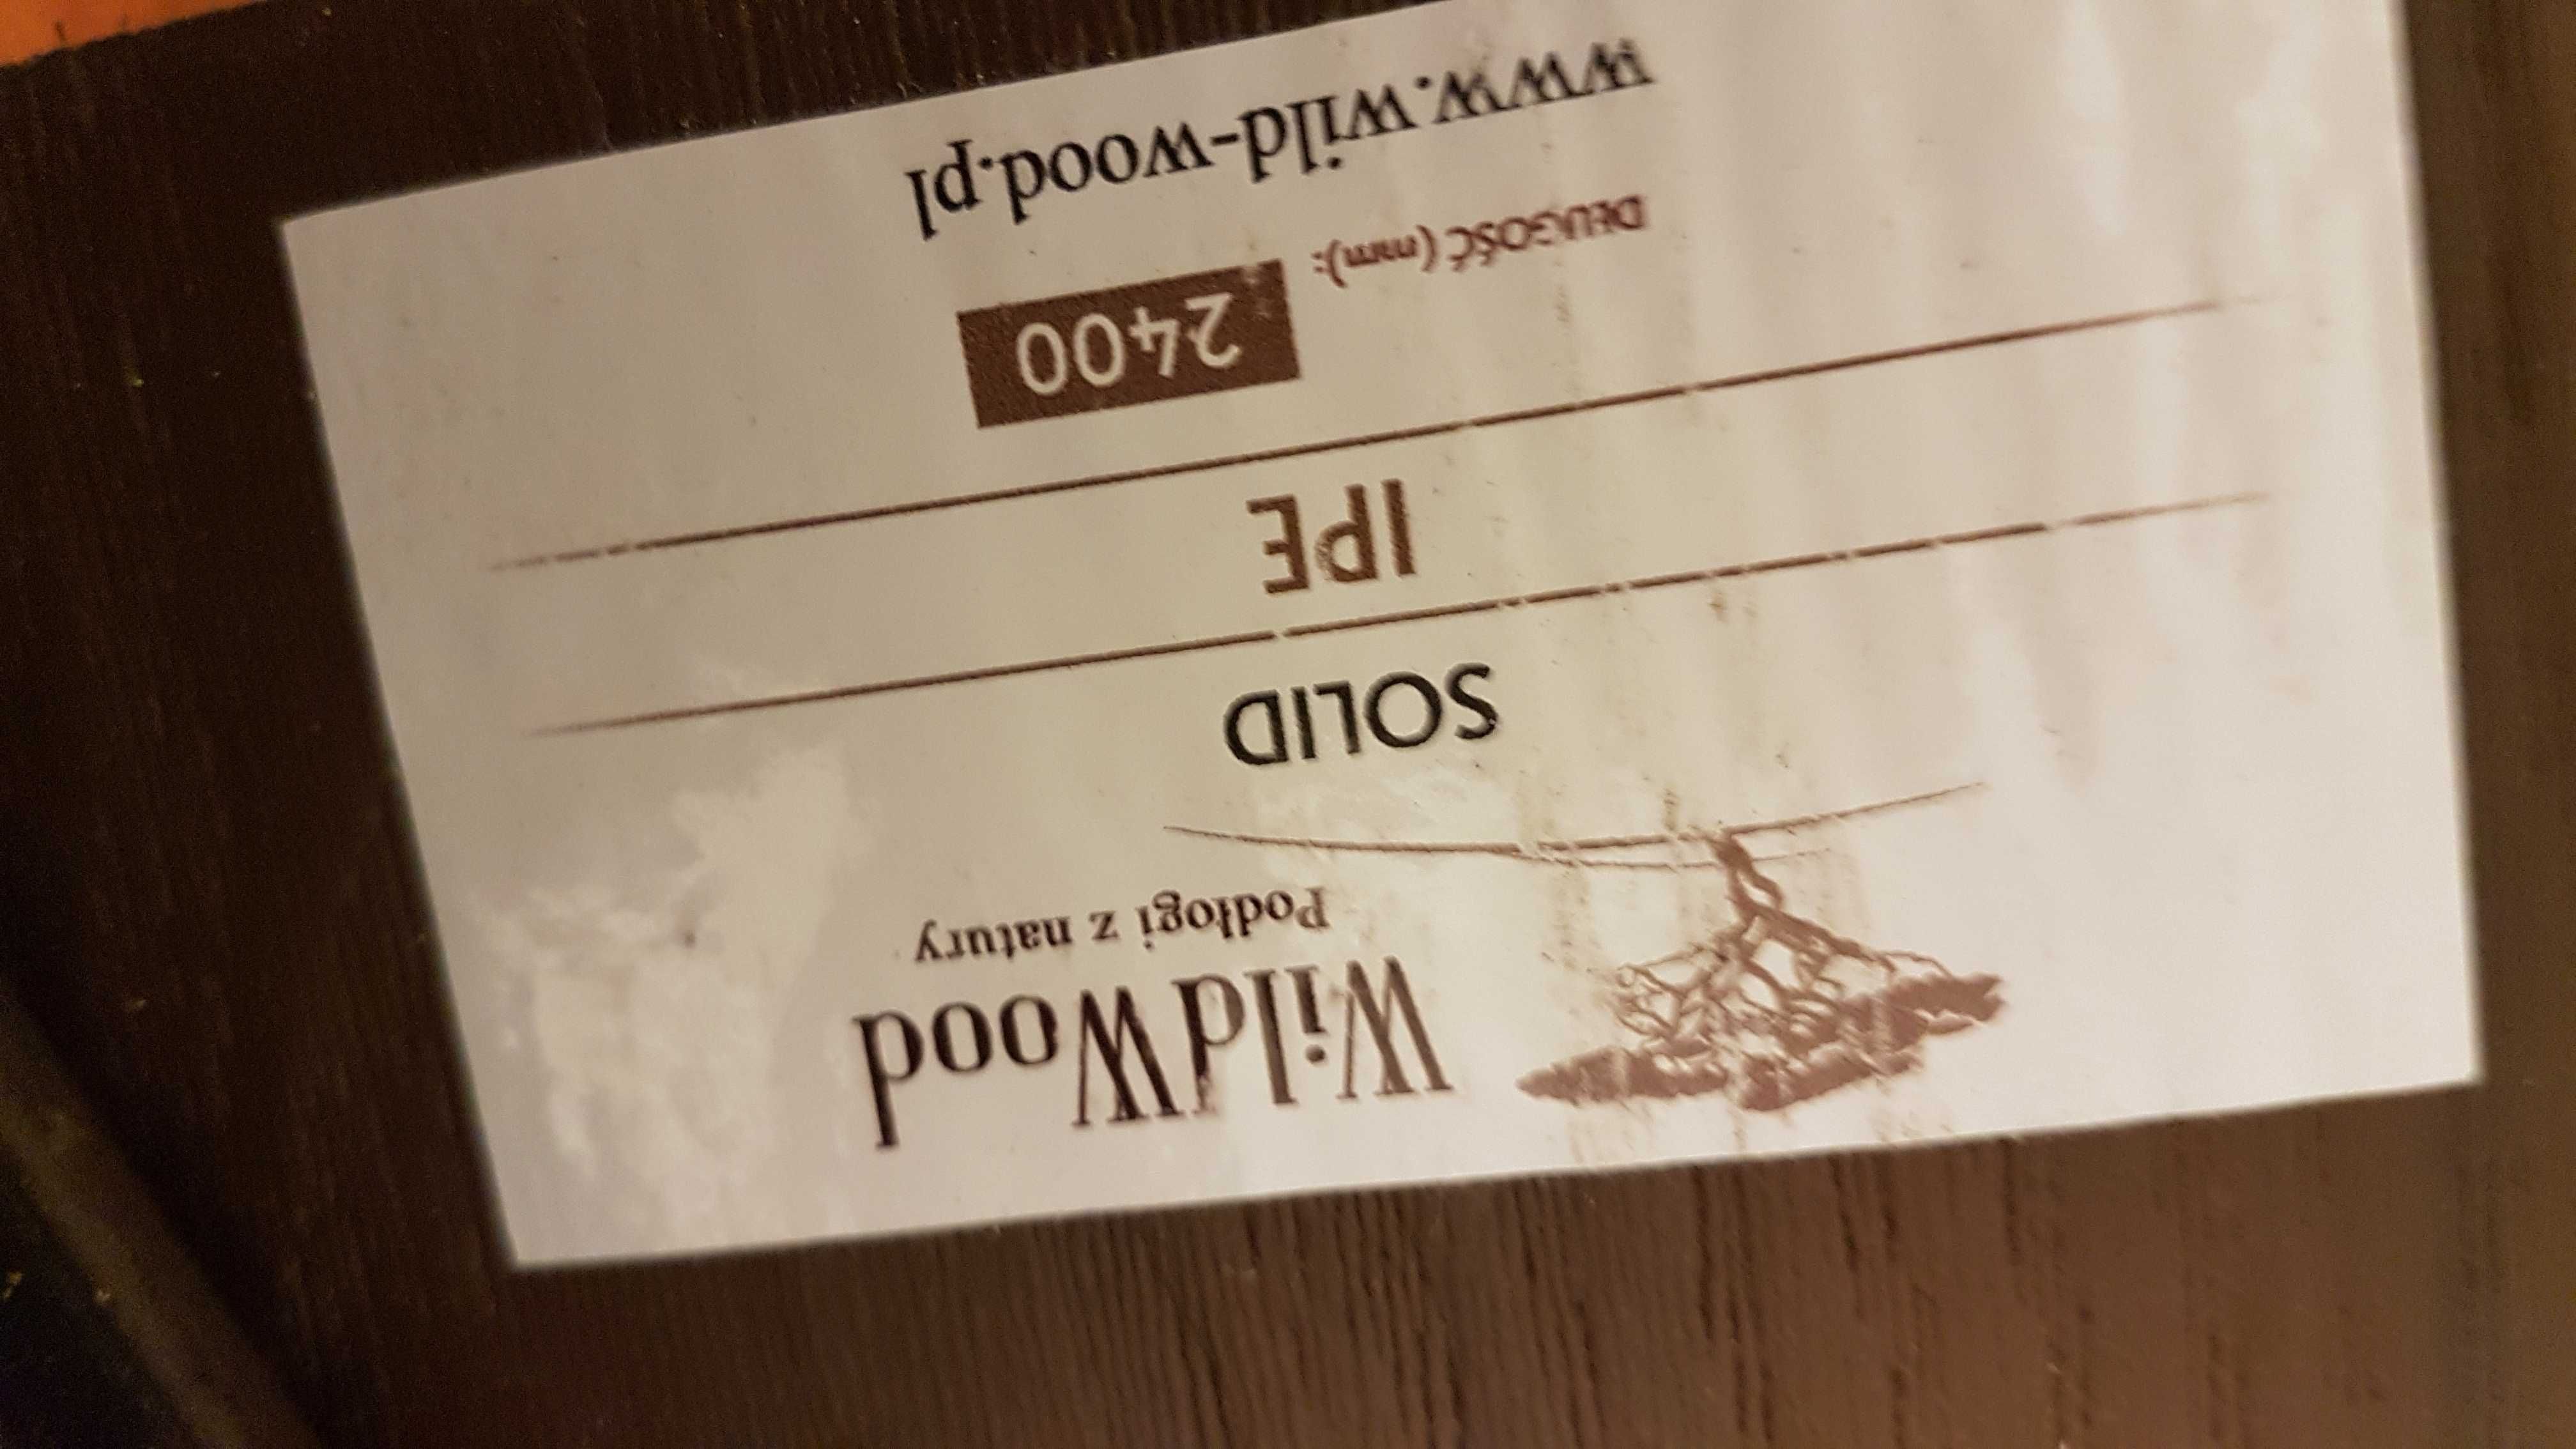 WildWood
Podłogi z natury
SOLID
IPE
DŁUGOŚĆ (mm): 2400
www.wild-wood.pl